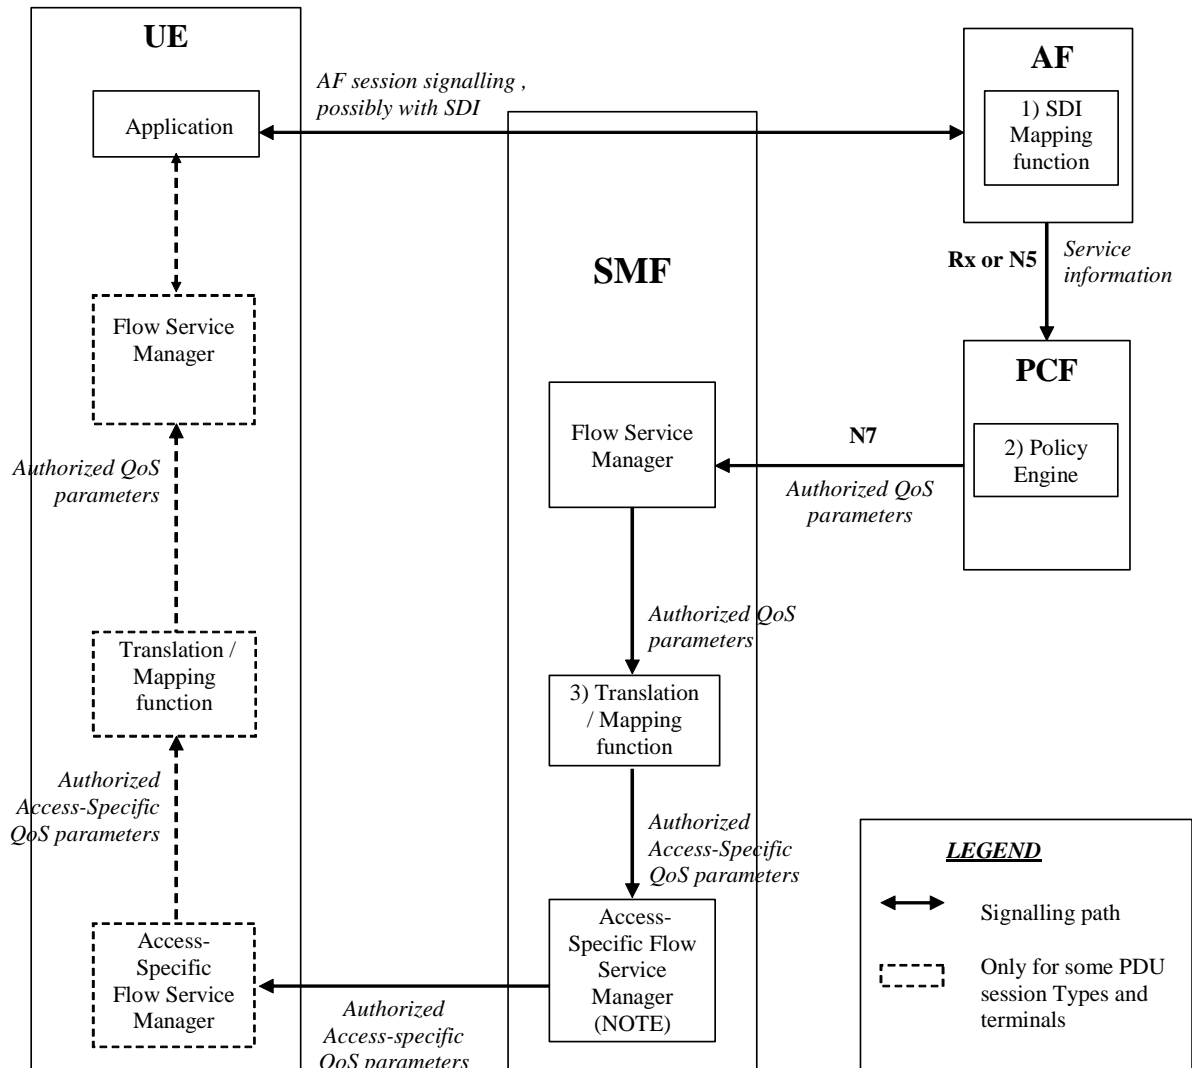 UE
Application
Flow Service
Manager
Authorized QoS
parameters
Translation /
Mapping
function
Authorized
Access-Specific
QoS parameters
Access-
Specific
Flow Service
Manager
AF session signalling ,
possibly with SDI
SMF
Flow Service
Manager
Authorized QoS
parameters
3) Translation
/ Mapping
function
Authorized
Access-Specific
QoS parameters
Access-
Specific Flow
Service
Manager
(NOTE)
Authorized
Access-specific
QoS parameters
AF
1) SDI
Mapping
function
Rx or N5
Service
information
PCF
2) Policy
Engine
N7
Authorized QoS
parameters
LEGEND
Signalling path
Only for some PDU
session Types and
terminals